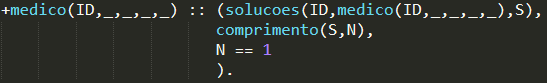 +medico(ID,_,_,_,_) :: (solucoes(ID,medico(ID,_,_,_,_),S),
comprimento(S,N),
N == 1
).